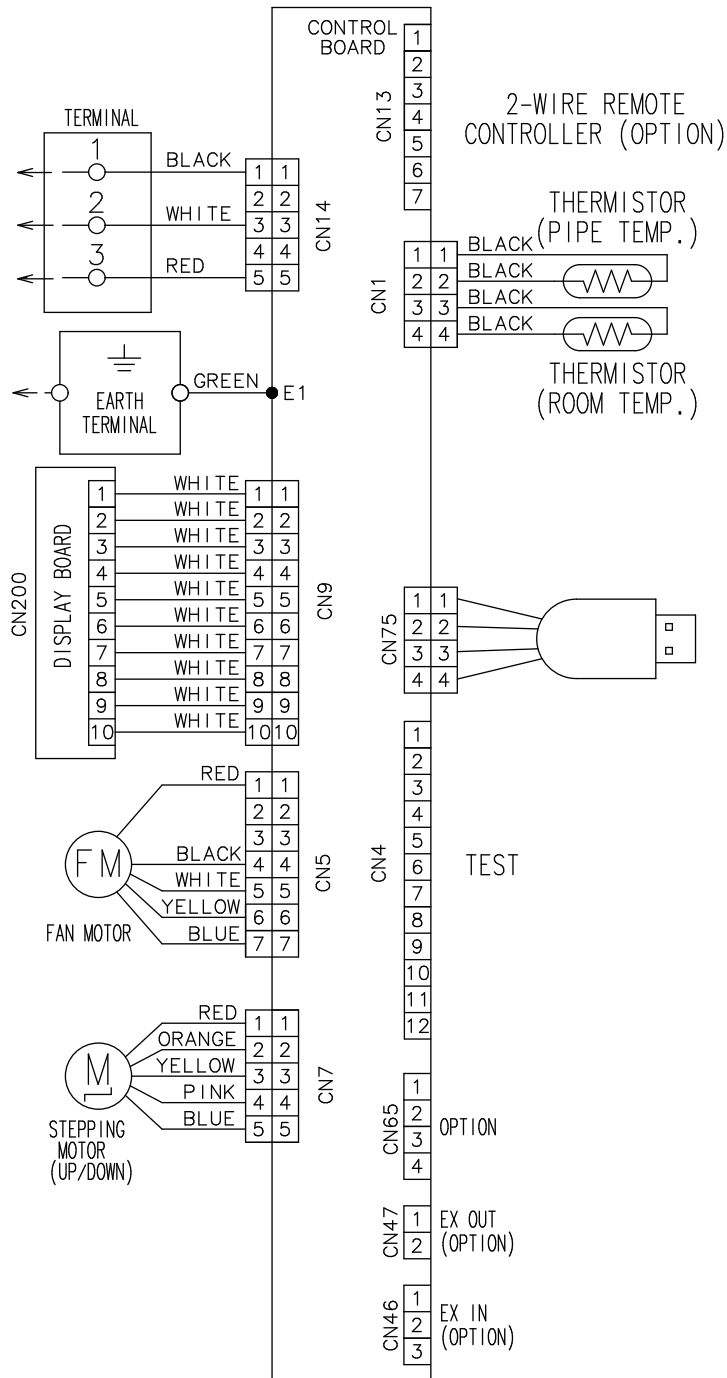 CONTROL
BOARD
CN13
1
2
3
4
5
6
7
2-WIRE REMOTE
CONTROLLER (OPTION)
TERMINAL
1
2
3
BLACK
WHITE
RED
1 1
2 2
3 3
4 4
5 5
CN14
THERMISTOR
(PIPE TEMP.)
CN1
1 1
2 2
3 3
4 4
BLACK
BLACK
BLACK
BLACK
THERMISTOR
(ROOM TEMP.)
EARTH
TERMINAL
GREEN
E1
CN200
DISPLAY BOARD
1
2
3
4
5
6
7
8
9
10
WHITE
WHITE
WHITE
WHITE
WHITE
WHITE
WHITE
WHITE
WHITE
WHITE
1 1
2 2
3 3
4 4
5 5
6 6
7 7
8 8
9 9
10 10
CN9
CN75
1 1
2 2
3 3
4 4
FM
FAN MOTOR
RED
BLACK
WHITE
YELLOW
BLUE
1 1
2 2
3 3
4 4
5 5
6 6
7 7
CN5
CN4
1
2
3
4
5
6
7
8
9
10
11
12
TEST
M
STEPPING
MOTOR
(UP/DOWN)
RED
ORANGE
YELLOW
PINK
BLUE
1 1
2 2
3 3
4 4
5 5
CN7
CN65
1
2
3
4
OPTION
CN47
1
2
EX OUT
(OPTION)
CN46
1
2
3
EX IN
(OPTION)